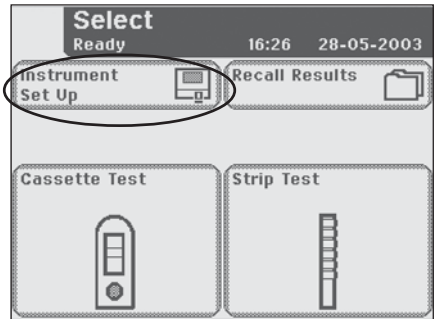 Select
Ready 16:26 28-05-2003
Instrument
Set Up
Recall Results
Cassette Test
Strip Test